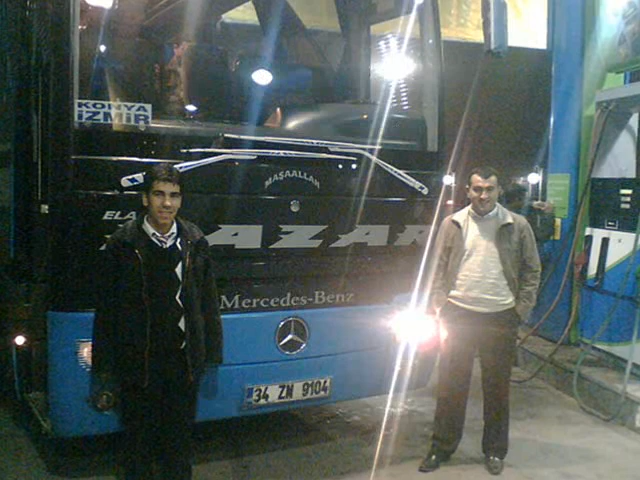 KONYA
İZMİR
MAŞAALLAH
AZAR
Mercedes-Benz
34 ZN 9104